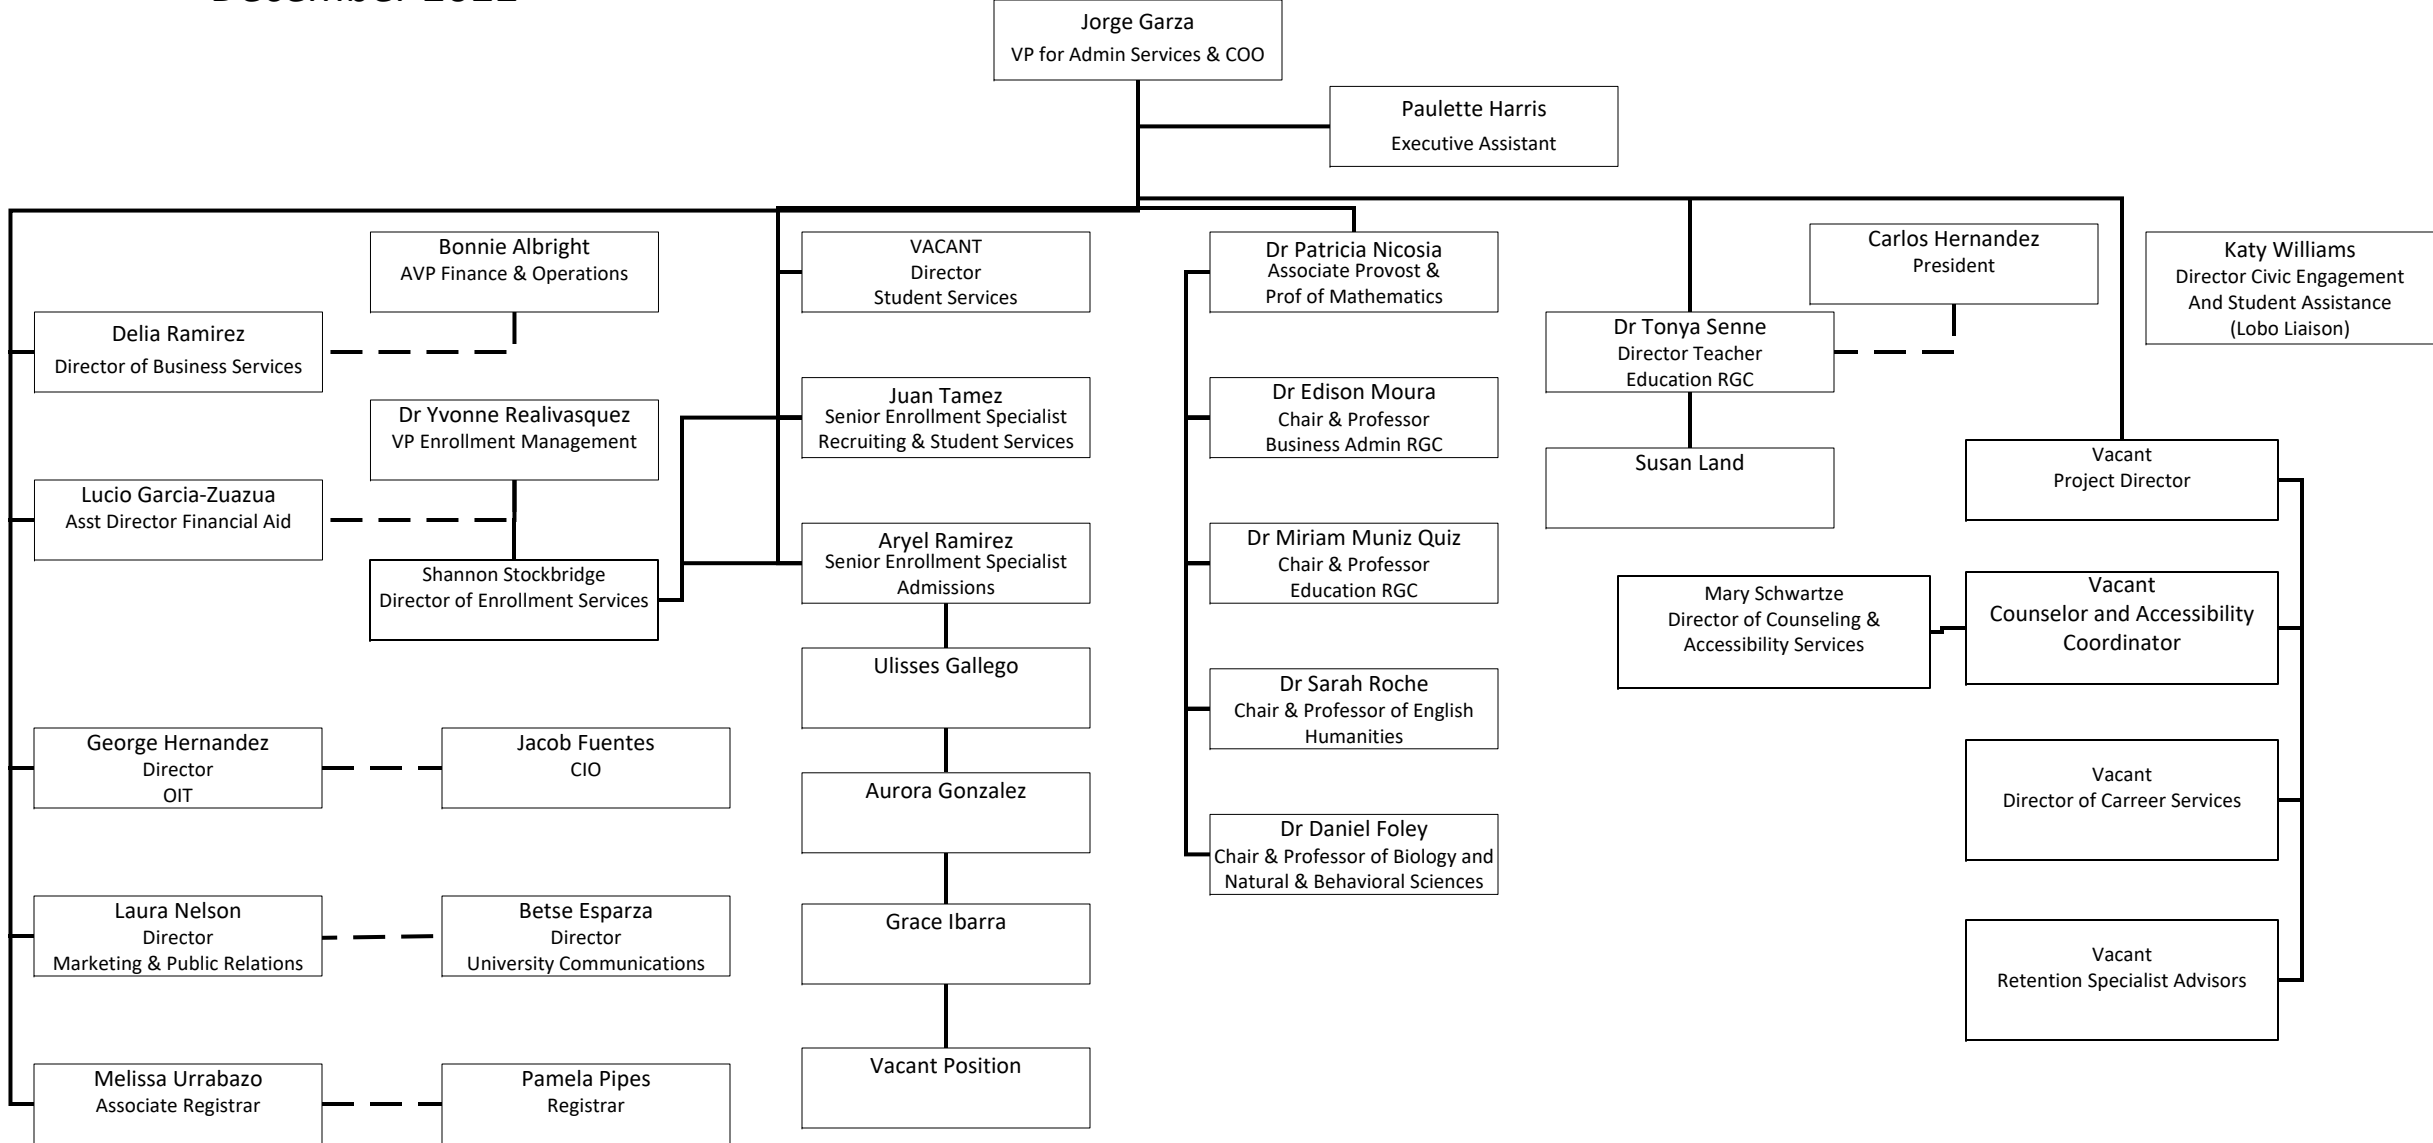 December
Jorge Garza
VP for Admin Services & COO
Paulette Harris
Executive Assistant
Bonnie Albright
AVP Finance & Operations
Delia Ramirez
Director of Business Services
Dr Yvonne Realivasquez
VP Enrollment Management
Lucio Garcia-Zuazua
Asst Director Financial Aid
Shannon Stockbridge
Director of Enrollment Services
George Hernandez
Director
OIT
Jacob Fuentes
CIO
Laura Nelson
Director
Marketing & Public Relations
Betse Esparza
Director
University Communications
Melissa Urrabazo
Associate Registrar
Pamela Pipes
Registrar
VACANT
Director
Student Services
Juan Tamez
Senior Enrollment Specialist
Recruiting & Student Services
Aryel Ramirez
Senior Enrollment Specialist
Admissions
Ulisses Gallego
Aurora Gonzalez
Grace Ibarra
Vacant Position
Dr Patricia Nicosia
Associate Provost &
Prof of Mathematics
Dr Edison Moura
Chair & Professor
Business Admin RGC
Dr Miriam Muniz Quiz
Chair & Professor
Education RGC
Dr Sarah Roche
Chair & Professor of English
Humanities
Dr Daniel Foley
Chair & Professor of Biology and
Natural & Behavioral Sciences
Carlos Hernandez
President
Dr Tonya Senne
Director Teacher
Education RGC
Susan Land
Katy Williams
Director Civic Engagement
And Student Assistance
(Lobo Liaison)
Vacant
Project Director
Mary Schwartze
Director of Counseling &
Accessibility Services
Vacant
Counselor and Accessibility
Coordinator
Vacant
Director of Carreer Services
Vacant
Retention Specialist Advisors